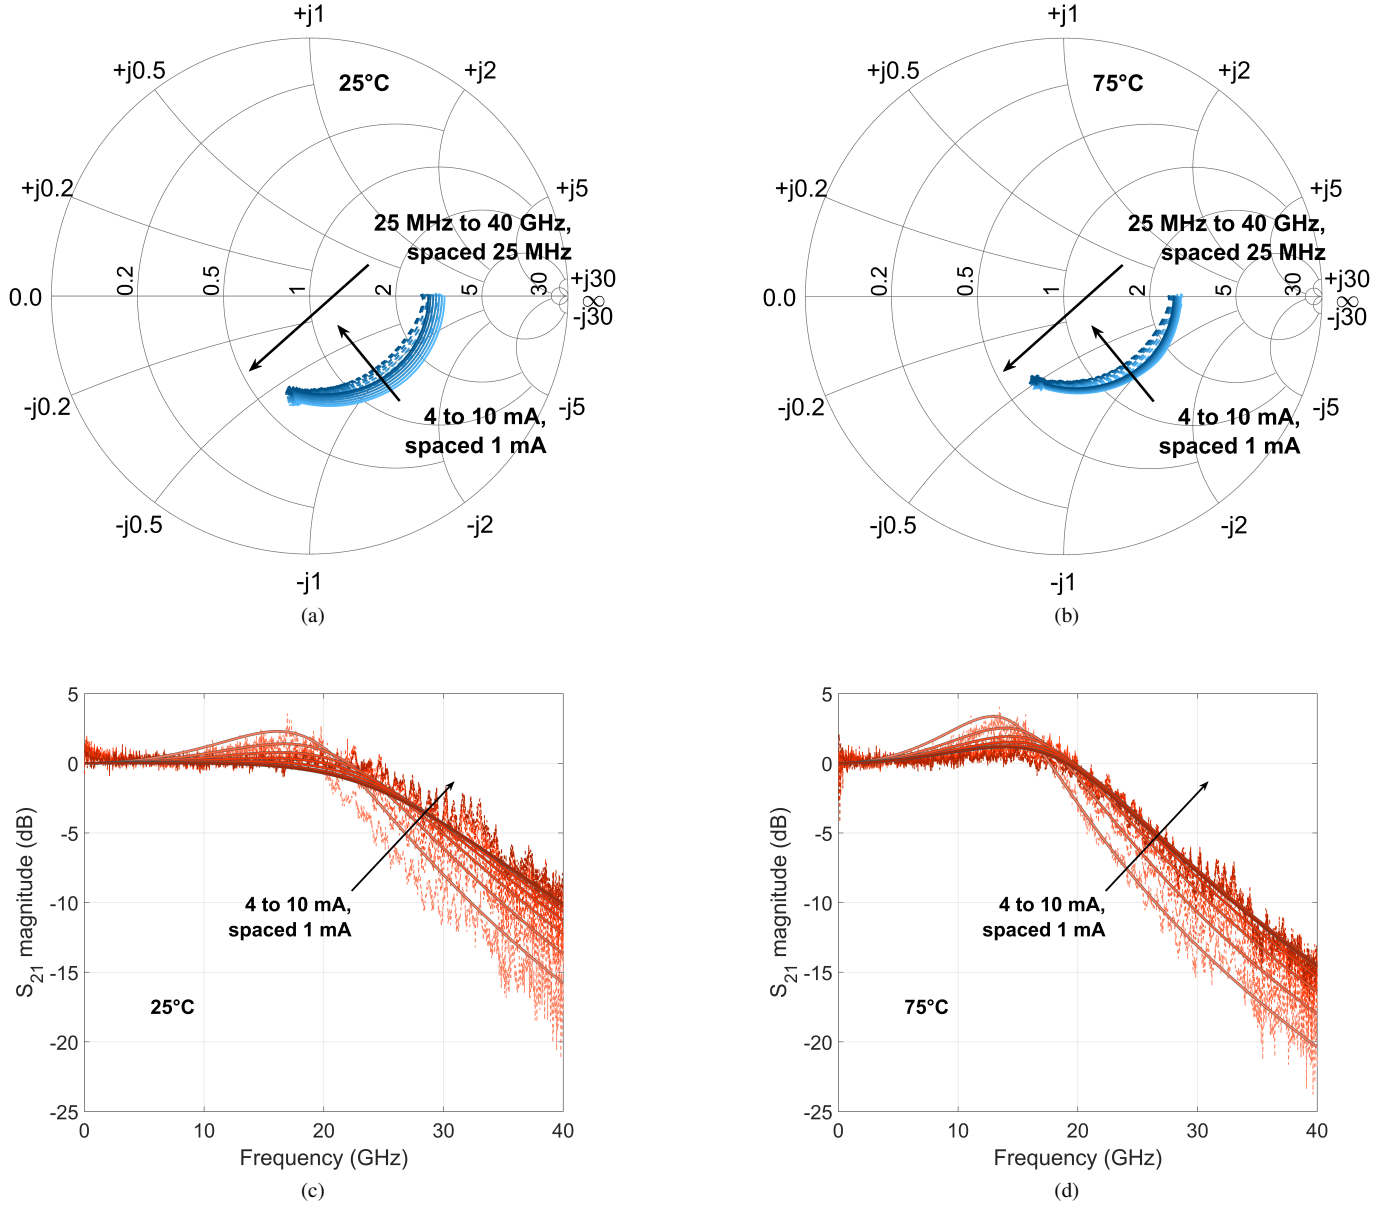 +j1
+j0.5
+j2
25°C
+j0.2
+j5
25 MHz to 40 GHz,
spaced 25 MHz
0.0
0.2
0.5
1
2
5
30
+j30
∞
-j30
-j0.2
-j5
4 to 10 mA,
spaced 1 mA
-j0.5
-j2
-j1
(a)
+j1
+j0.5
+j2
75°C
+j0.2
+j5
25 MHz to 40 GHz,
spaced 25 MHz
0.0
0.2
0.5
1
2
5
30
+j30
∞
-j30
-j0.2
-j5
4 to 10 mA,
spaced 1 mA
-j0.5
-j2
-j1
(b)
S21 magnitude (dB)
5
0
-5
-10
-15
-20
-25
4 to 10 mA,
spaced 1 mA
25°C
0 10 20 30 40
Frequency (GHz)
(c)
S21 magnitude (dB)
5
0
-5
-10
-15
-20
-25
4 to 10 mA,
spaced 1 mA
75°C
0 10 20 30 40
Frequency (GHz)
(d)